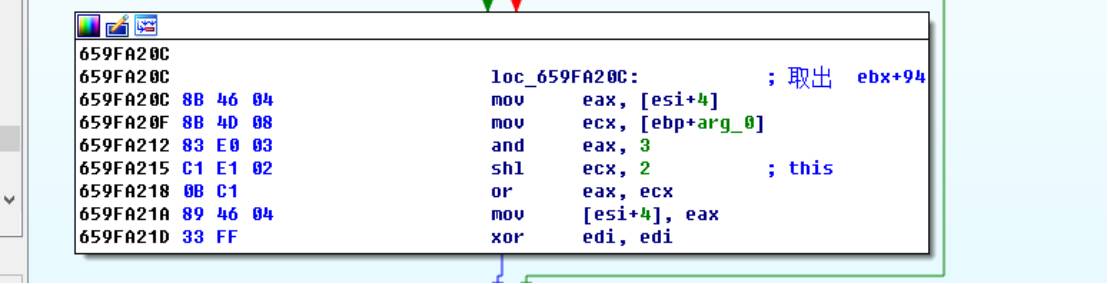 659FA20C
659FA20C loc_659FA20C: ; 取出 ebx+94
659FA20C 8B 46 04 mov eax, [esi+4]
659FA20F 8B 4D 08 mov ecx, [ebp+arg_0]
659FA212 83 E0 03 and eax, 3
659FA215 C1 E1 02 shl ecx, 2 ; this
659FA218 0B C1 or eax, ecx
659FA21A 89 46 04 mov [esi+4], eax
659FA21D 33 FF xor edi, edi